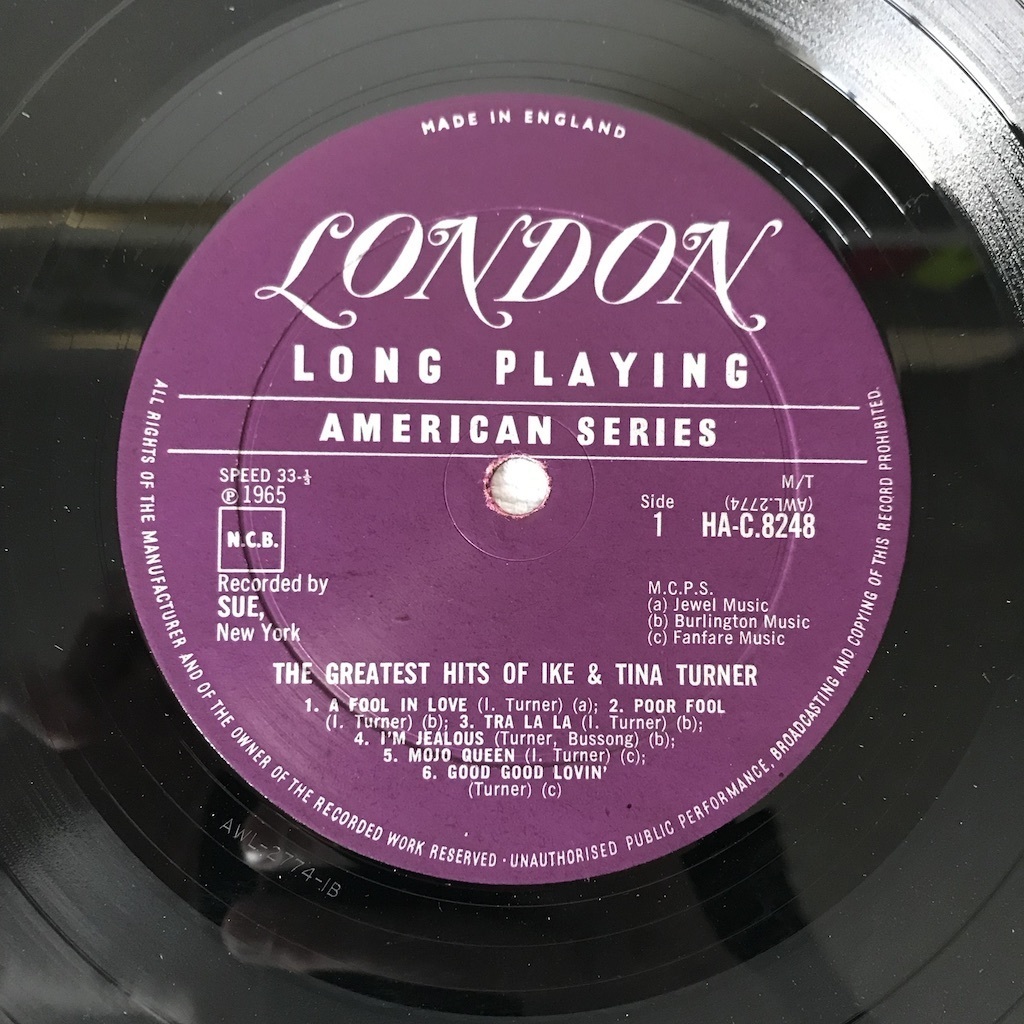 MADE IN ENGLAND
LONDON
LONG PLAYING
AMERICAN SERIES
SPEED 33-⅓
℗ 1965
N.C.B.
Recorded by
SUE,
New York
M/T
(AWL.2774)
Side
1
HA-C.8248
M.C.P.S.
(a) Jewel Music
(b) Burlington Music
(c) Fanfare Music
THE GREATEST HITS OF IKE & TINA TURNER
1. A FOOL IN LOVE (I. Turner) (a); 2. POOR FOOL
(I. Turner) (b); 3. TRA LA LA (I. Turner) (b);
4. I'M JEALOUS (Turner, Bussong) (b);
5. MOJO QUEEN (I. Turner) (c);
6. GOOD GOOD LOVIN'
(Turner) (c)
ALL RIGHTS OF THE MANUFACTURER AND OF THE OWNER OF THE RECORDED WORK RESERVED · UNAUTHORISED PUBLIC PERFORMANCE, BROADCASTING AND COPYING OF THIS RECORD PROHIBITED.
AWL-2774-1B